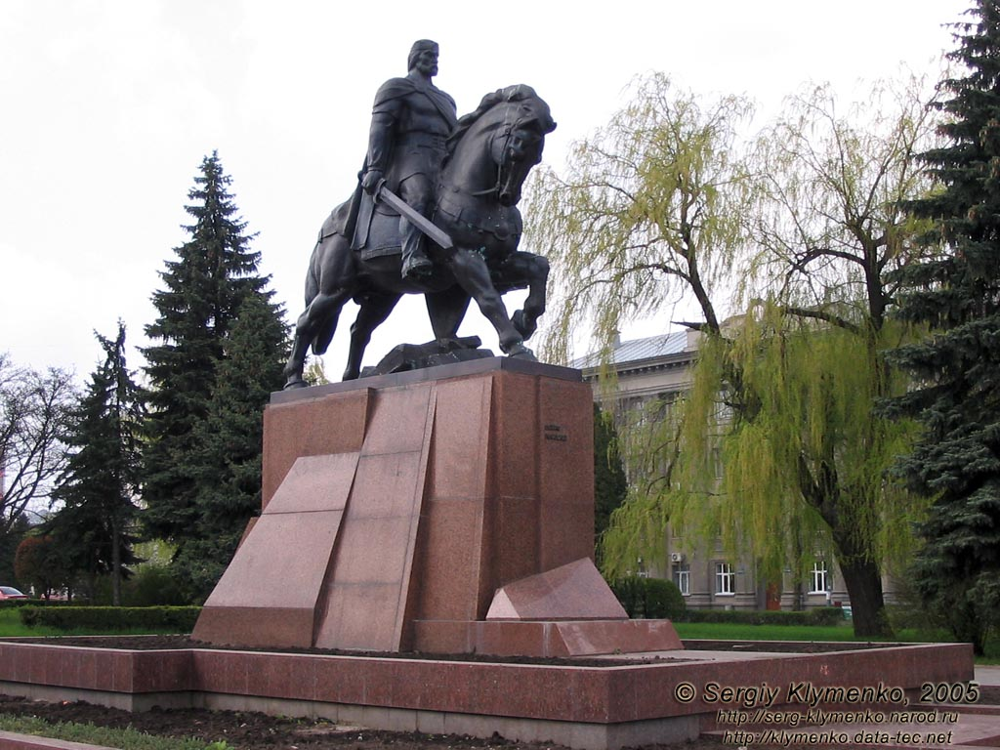 © Sergiy Klymenko, 2005
http://serg-klymenko.narod.ru
http://klymenko.data-tec.net